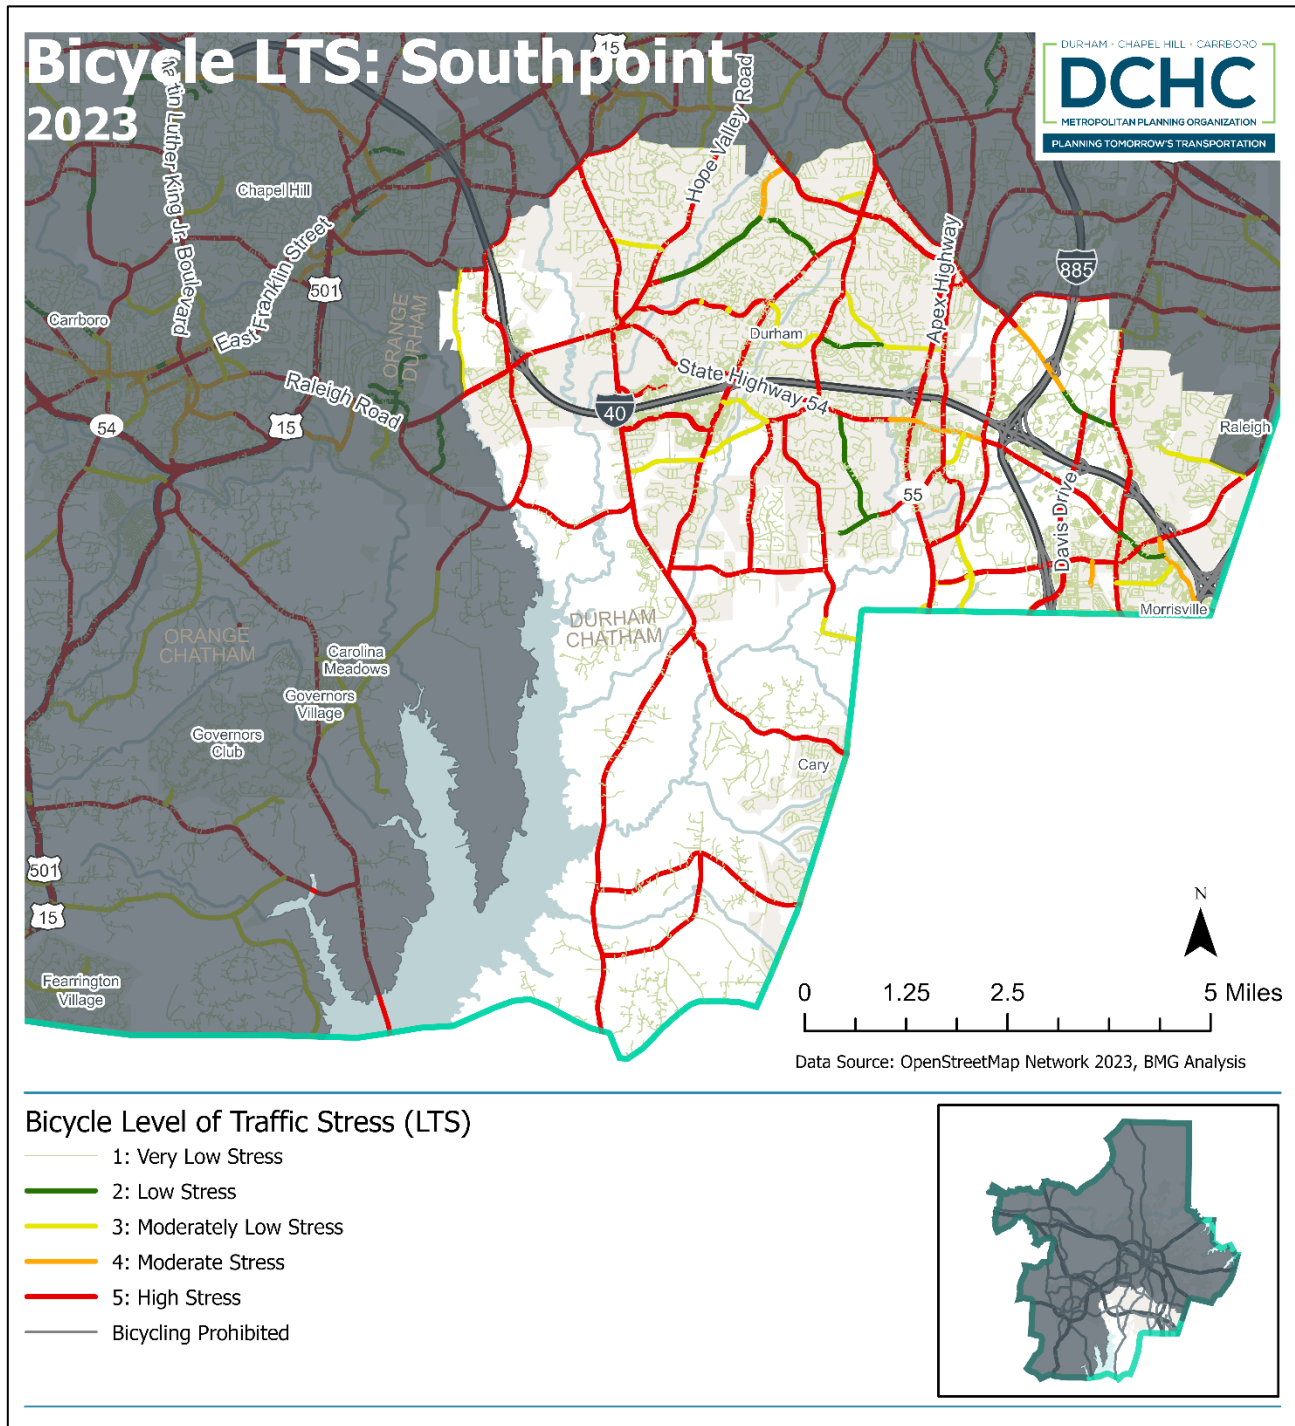 Bicycle LTS: Southpoint
2023
DURHAM · CHAPEL HILL · CARRBORO
DCHC
METROPOLITAN PLANNING ORGANIZATION
PLANNING TOMORROW'S TRANSPORTATION
15
Hope Valley Road
tin Luther King Jr. Boulevard
Chapel Hill
East Franklin Street
501
885
Apex Highway
ORANGE
DURHAM
Carrboro
Durham
Raleigh Road
State Highway 54
40
54
15
Raleigh
55
Davis Drive
Morrisville
DURHAM
CHATHAM
ORANGE
CHATHAM
Carolina
Meadows
Governors
Village
Governors
Club
Cary
501
15
Fearrington
Village
N
0 1.25 2.5 5 Miles
Data Source: OpenStreetMap Network 2023, BMG Analysis
Bicycle Level of Traffic Stress (LTS)
1: Very Low Stress
2: Low Stress
3: Moderately Low Stress
4: Moderate Stress
5: High Stress
Bicycling Prohibited